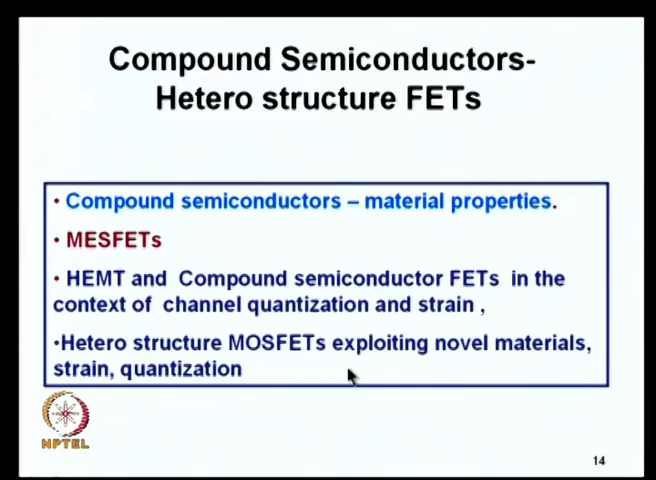 Compound Semiconductors-
Hetero structure FETs
• Compound semiconductors – material properties.
• MESFETs
• HEMT and Compound semiconductor FETs in the
context of channel quantization and strain ,
•Hetero structure MOSFETs exploiting novel materials,
strain, quantization
NPTEL
14